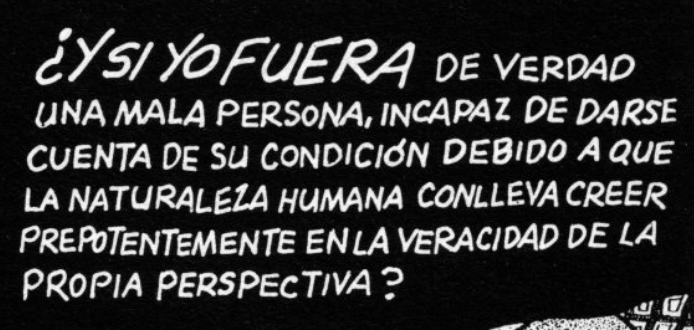 ¿Y SI YO FUERA DE VERDAD
UNA MALA PERSONA, INCAPAZ DE DARSE
CUENTA DE SU CONDICIÓN DEBIDO A QUE
LA NATURALEZA HUMANA CONLLEVA CREER
PREPOTENTEMENTE EN LA VERACIDAD DE LA
PROPIA PERSPECTIVA?